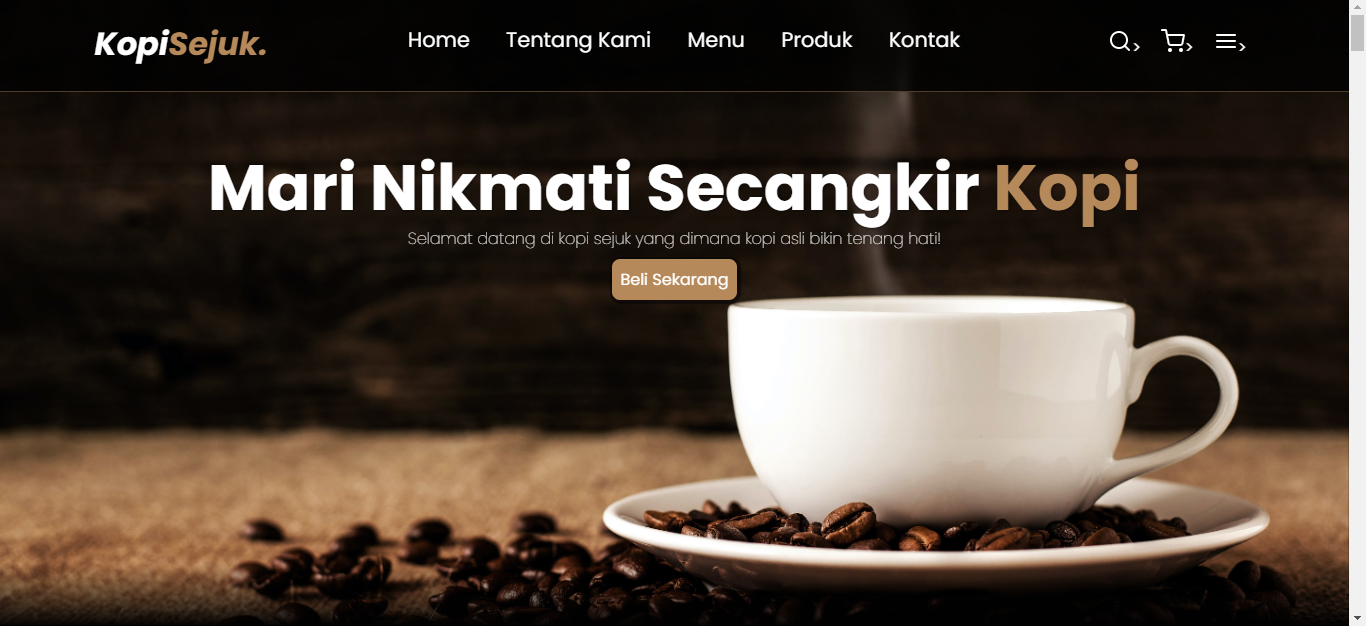 KopiSejuk.
Home Tentang Kami Menu Produk Kontak
> > >
Mari Nikmati Secangkir Kopi
Selamat datang di kopi sejuk yang dimana kopi asli bikin tenang hati!
Beli Sekarang